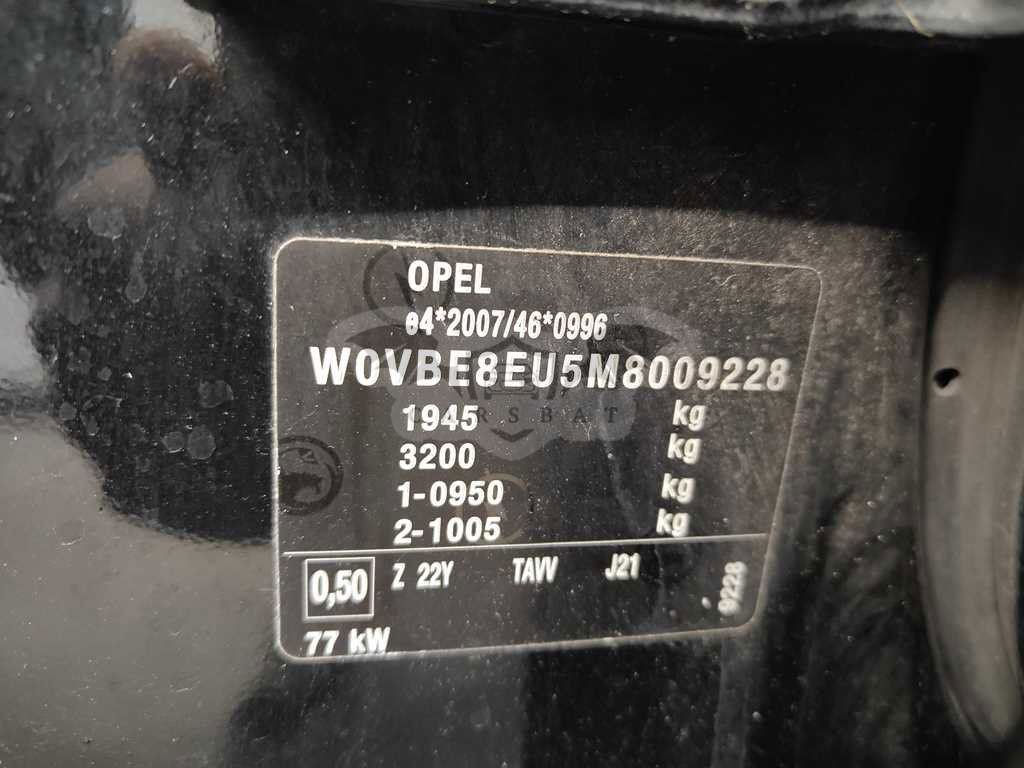 OPEL
e4*2007/46*0996
W0VBE8EU5M8009228
1945 kg
3200 kg
1-0950 kg
2-1005 kg
0,50 Z 22Y TAVV J21
9228
77 kW